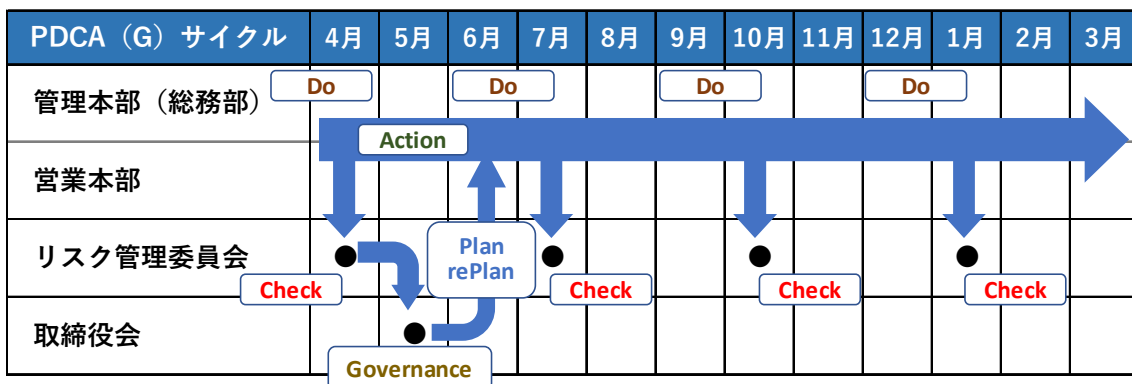 PDCA（G）サイクル 4月 5月 6月 7月 8月 9月 10月 11月 12月 1月 2月 3月
Do Do Do Do
管理本部（総務部）
Action
営業本部
Plan
rePlan
リスク管理委員会
Check Check Check Check
取締役会
Governance